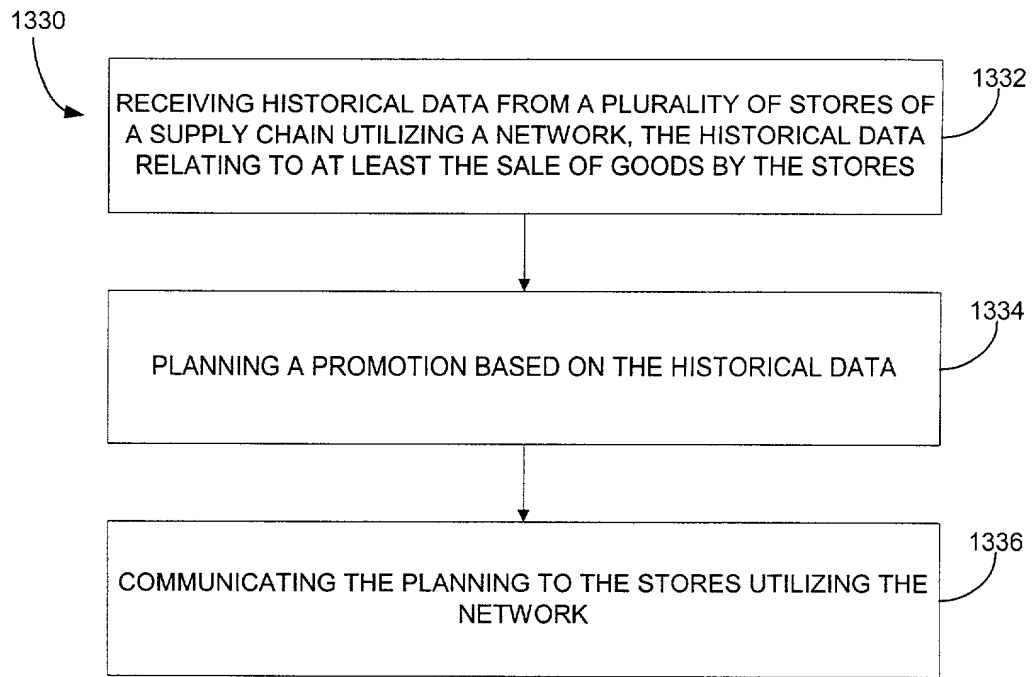 1330
1332
RECEIVING HISTORICAL DATA FROM A PLURALITY OF STORES OF
A SUPPLY CHAIN UTILIZING A NETWORK, THE HISTORICAL DATA
RELATING TO AT LEAST THE SALE OF GOODS BY THE STORES
1334
PLANNING A PROMOTION BASED ON THE HISTORICAL DATA
1336
COMMUNICATING THE PLANNING TO THE STORES UTILIZING THE
NETWORK